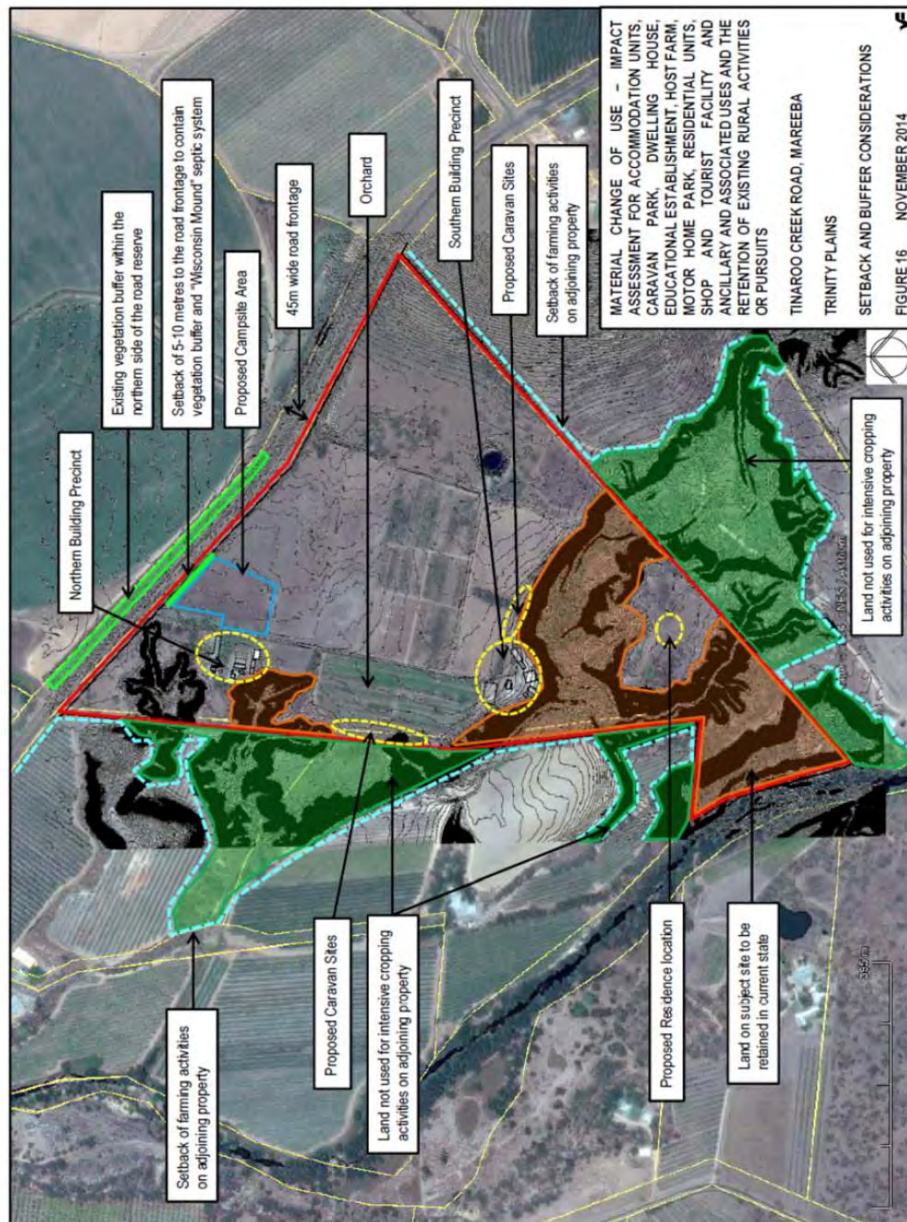 Northern Building Precinct
Existing vegetation buffer within the
northern side of the road reserve
Setback of 5-10 metres to the road frontage to contain
vegetation buffer and "Wisconsin Mound" septic system
Proposed Campsite Area
45m wide road frontage
Orchard
Southern Building Precinct
Proposed Caravan Sites
Setback of farming activities
on adjoining property
Setback of farming activities
on adjoining property
Proposed Caravan Sites
Land not used for intensive cropping
activities on adjoining property
Proposed Residence location
Land on subject site to be
retained in current state
Land not used for intensive cropping
activities on adjoining property
MATERIAL CHANGE OF USE – IMPACT
ASSESSMENT FOR ACCOMMODATION UNITS,
CARAVAN PARK, DWELLING HOUSE,
EDUCATIONAL ESTABLISHMENT, HOST FARM,
MOTOR HOME PARK, RESIDENTIAL UNITS,
SHOP AND TOURIST FACILITY AND
ANCILLARY AND ASSOCIATED USES AND THE
RETENTION OF EXISTING RURAL ACTIVITIES
OR PURSUITS
TINAROO CREEK ROAD, MAREEBA
TRINITY PLAINS
SETBACK AND BUFFER CONSIDERATIONS
FIGURE 16 NOVEMBER 2014